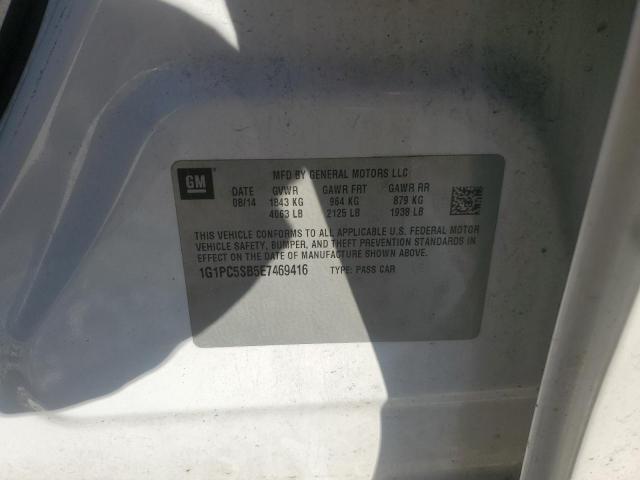 GM
MFD BY GENERAL MOTORS LLC
DATE GVWR GAWR FRT GAWR RR
08/14 1843 KG 964 KG 879 KG
4063 LB 2125 LB 1938 LB
THIS VEHICLE CONFORMS TO ALL APPLICABLE U.S. FEDERAL MOTOR
VEHICLE SAFETY, BUMPER, AND THEFT PREVENTION STANDARDS IN
EFFECT ON THE DATE OF MANUFACTURE SHOWN ABOVE.
1G1PC5SB5E7469416 TYPE: PASS CAR